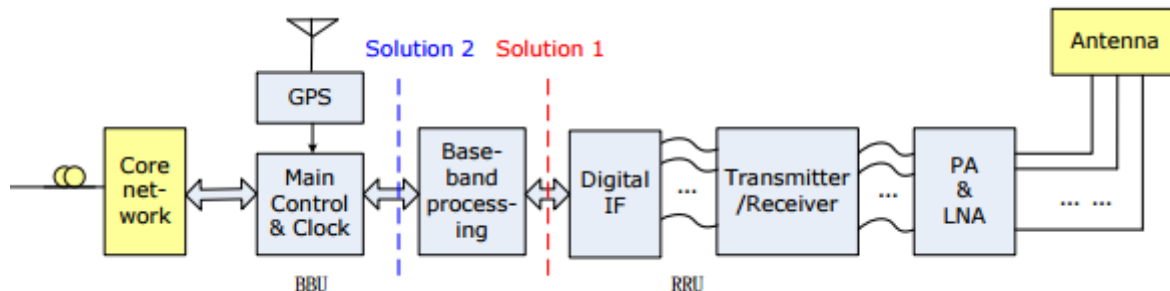 Solution 2
Solution 1
Antenna
GPS
Core
net-
work
Main
Control
& Clock
Base-
band
process-
ing
Digital
IF
...
Transmitter
/Receiver
...
PA
&
LNA
... ...
BBU
RRU